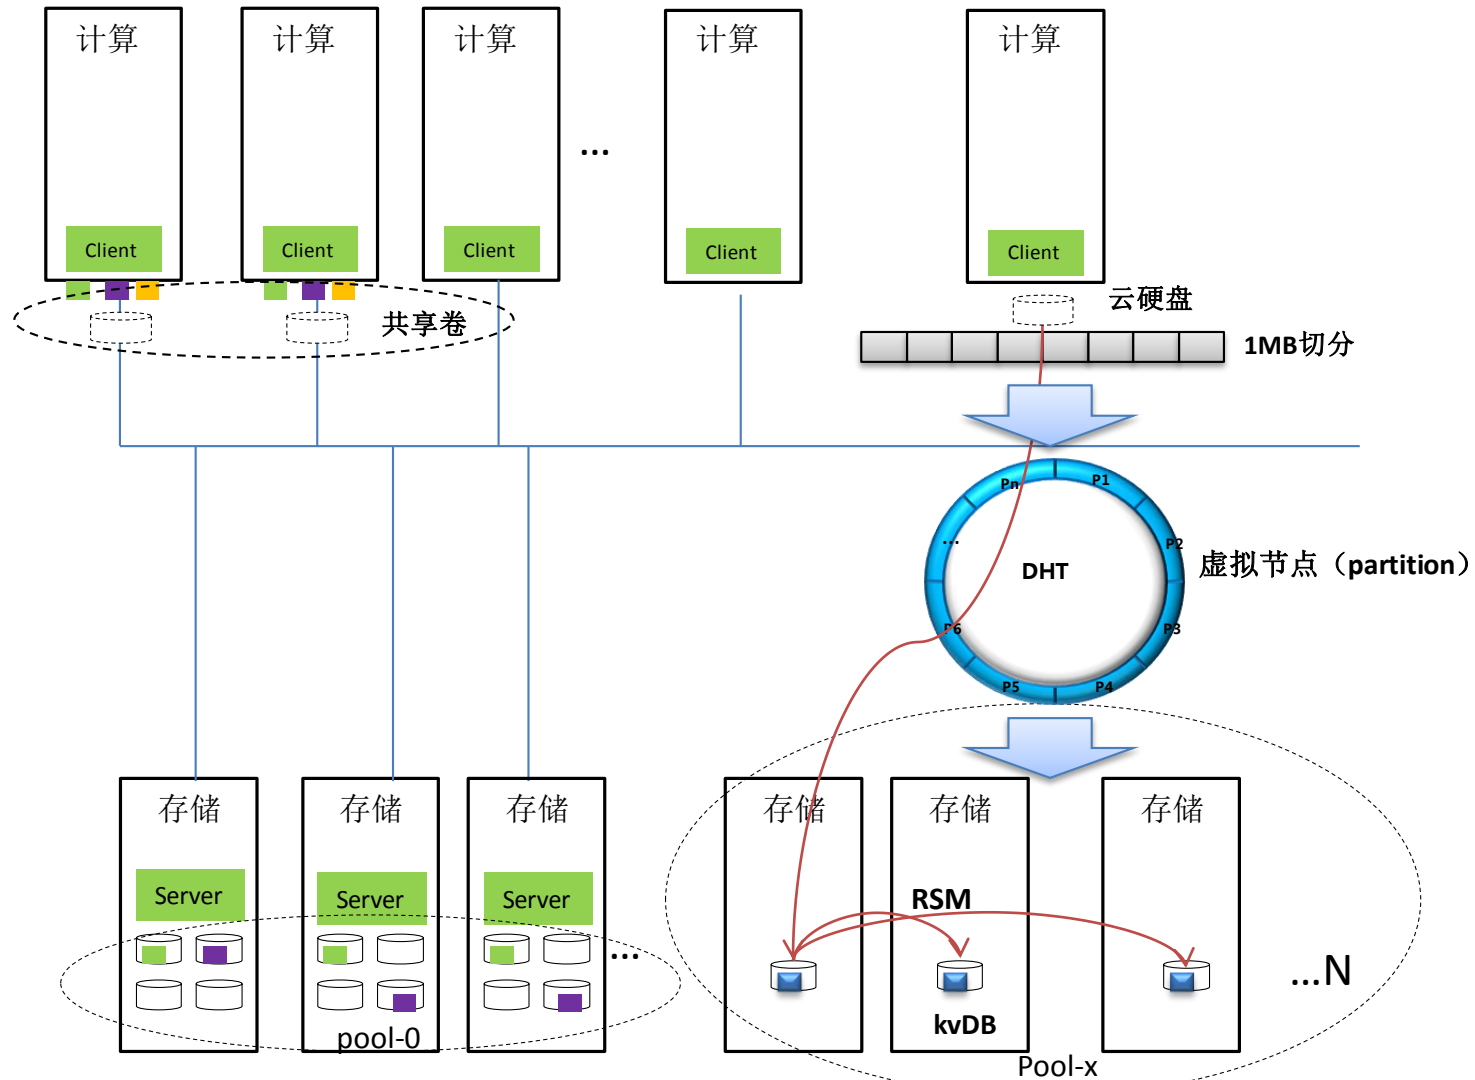 计算
计算
计算
计算
计算
...
Client
Client
Client
Client
Client
共享卷
云硬盘
1MB切分
Pn
P1
...
P2
DHT
虚拟节点（partition）
P6
P3
P5
P4
存储
存储
存储
存储
存储
存储
Server
Server
Server
RSM
...
...N
kvDB
pool-0
Pool-x